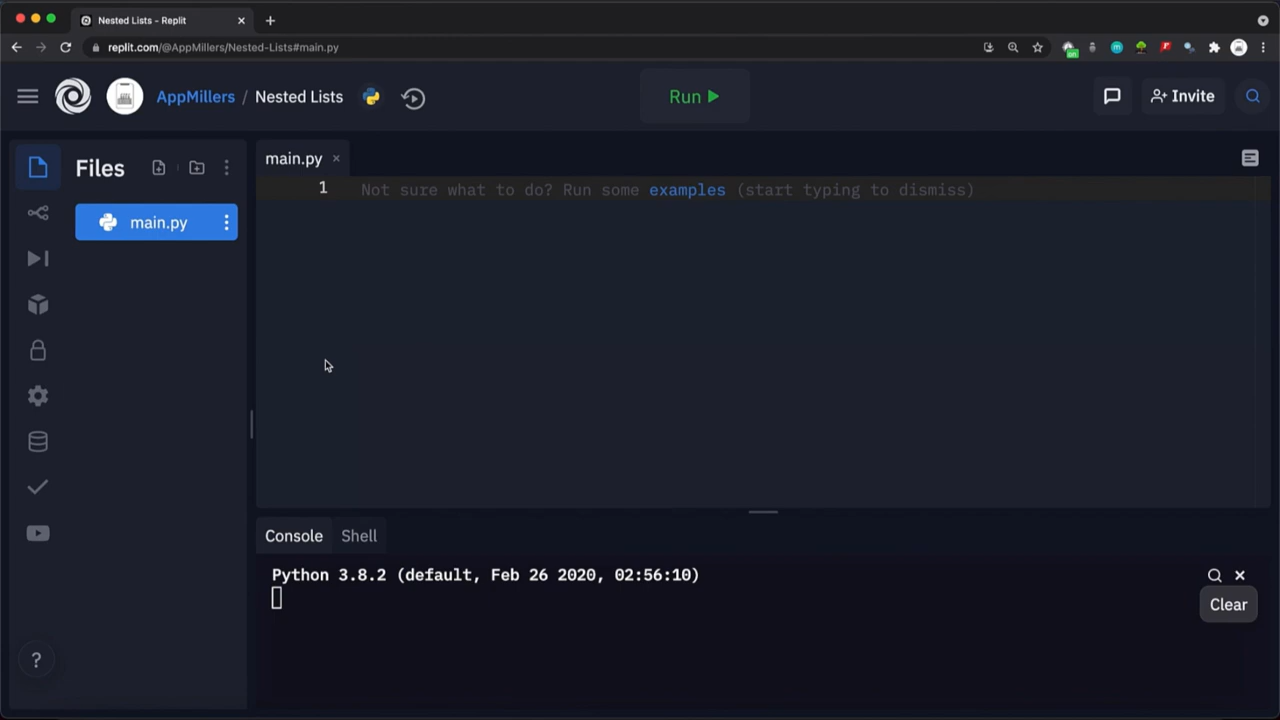 Nested Lists - Replit
replit.com/@AppMillers/Nested-Lists#main.py
AppMillers / Nested Lists
Run
Invite
Files
main.py
main.py
1 Not sure what to do? Run some examples (start typing to dismiss)
Console Shell
Python 3.8.2 (default, Feb 26 2020, 02:56:10)
Clear
?